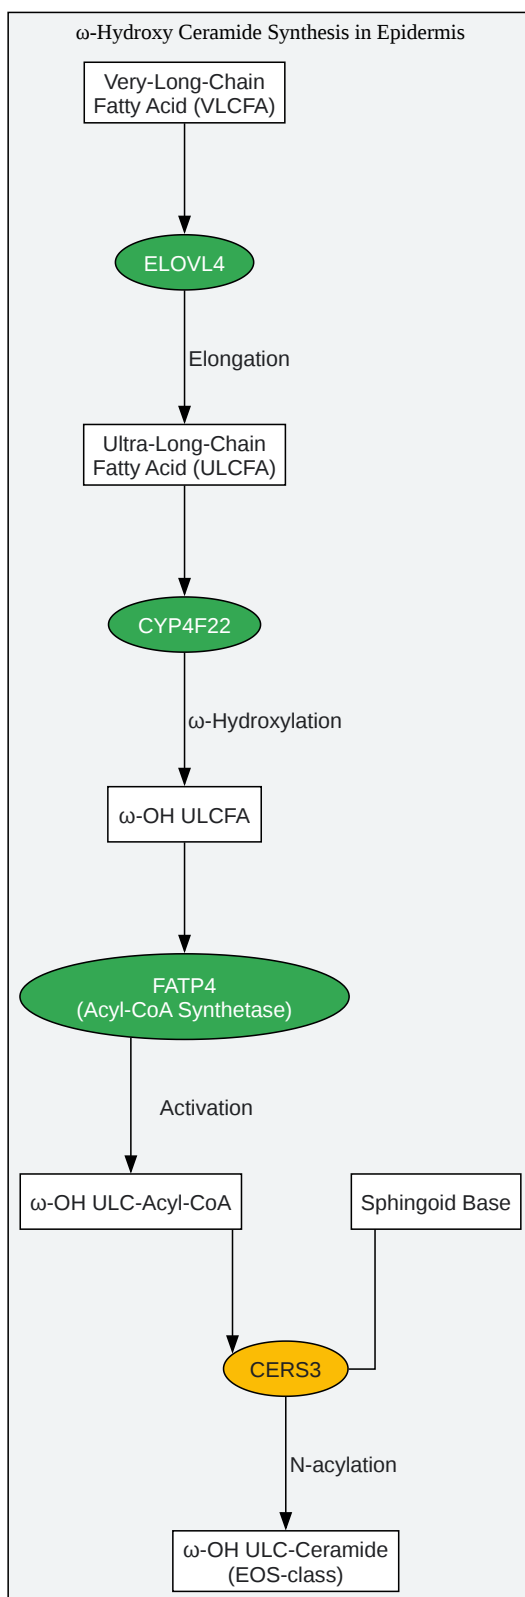 ω-Hydroxy Ceramide Synthesis in Epidermis
Very-Long-Chain
Fatty Acid (VLCFA)
ELOVL4
Elongation
Ultra-Long-Chain
Fatty Acid (ULCFA)
CYP4F22
ω-Hydroxylation
ω-OH ULCFA
FATP4
(Acyl-CoA Synthetase)
Activation
ω-OH ULC-Acyl-CoA
Sphingoid Base
CERS3
N-acylation
ω-OH ULC-Ceramide
(EOS-class)